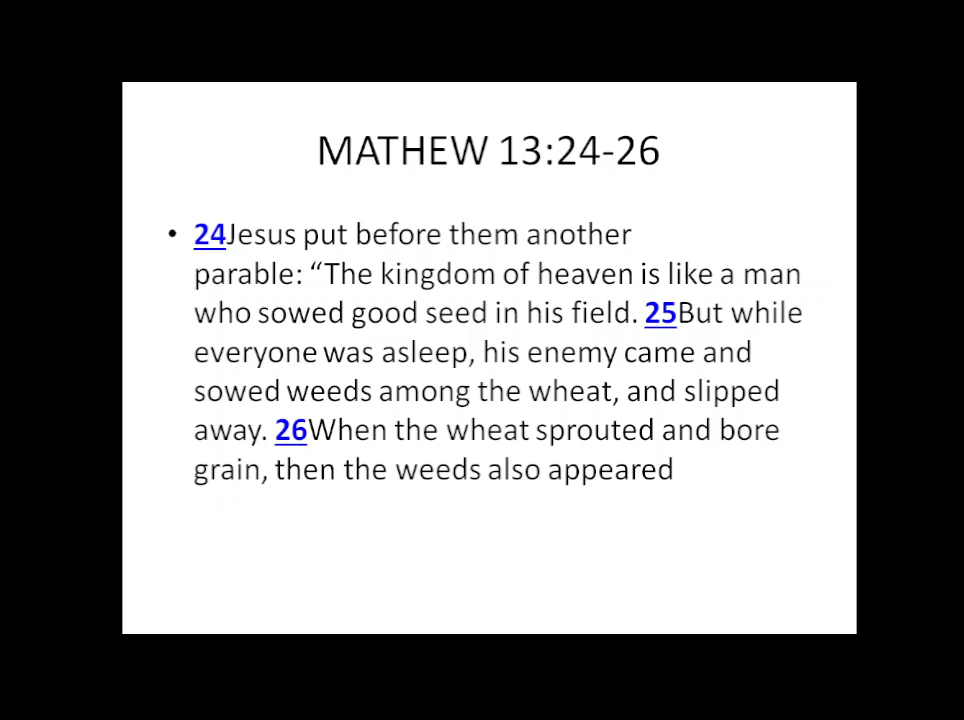 MATHEW 13:24-26
• 24Jesus put before them another
parable: “The kingdom of heaven is like a man
who sowed good seed in his field. 25But while
everyone was asleep, his enemy came and
sowed weeds among the wheat, and slipped
away. 26When the wheat sprouted and bore
grain, then the weeds also appeared